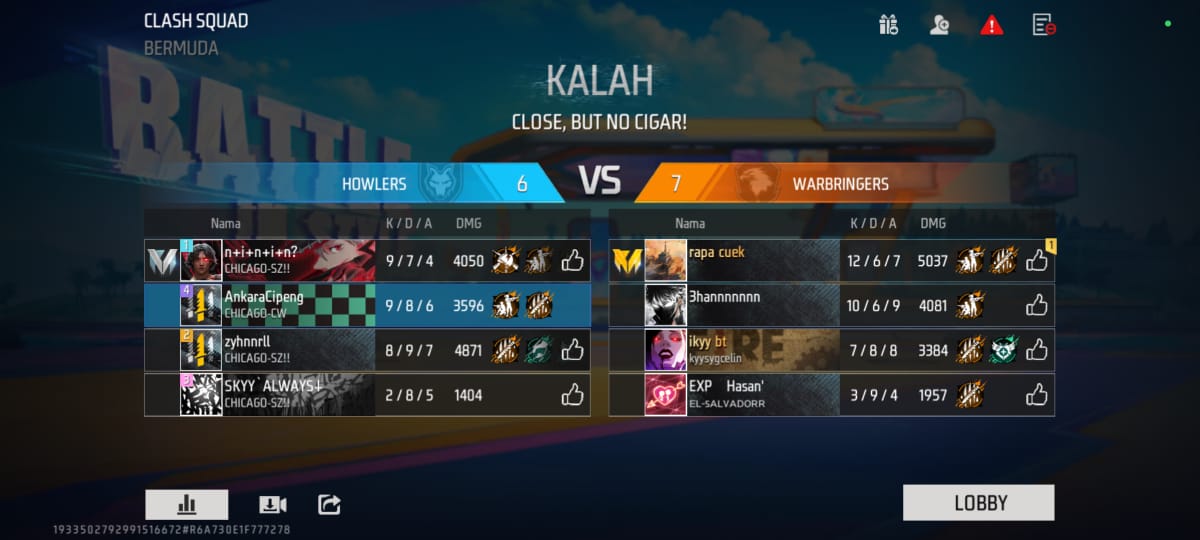 CLASH SQUAD
BERMUDA
KALAH
CLOSE, BUT NO CIGAR!
HOWLERS 6 VS 7 WARBRINGERS
Nama K / D / A DMG
1 n+i+n+i+n? 9 / 7 / 4 4050
CHICAGO-SZ!!
4 AnkaraCipeng 9 / 8 / 6 3596
CHICAGO-CW
2 zyhnnrll 8 / 9 / 7 4871
CHICAGO-SZ!!
3 SKYY`ALWAYS↓ 2 / 8 / 5 1404
CHICAGO-SZ!!
Nama K / D / A DMG
rapa cuek 12 / 6 / 7 5037 1
3hannnnnnn 10 / 6 / 9 4081
ikyy bt 7 / 8 / 8 3384
kyysygcelin
EXP Hasan' 3 / 9 / 4 1957
EL-SALVADORR
LOBBY
1933502792991516672#R6A730E1F777278
BATTLE